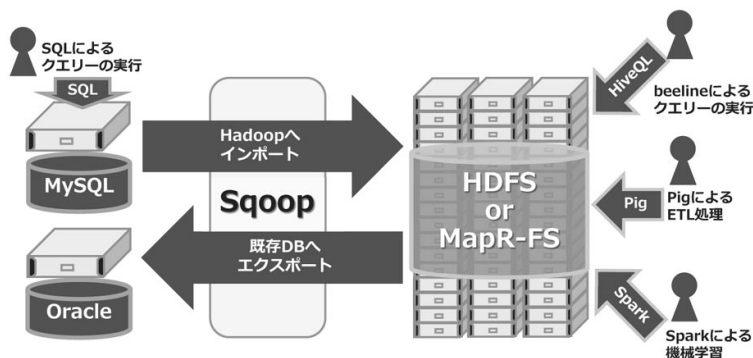 SQLによる
クエリーの実行
SQL
MySQL
Oracle
Hadoopへ
インポート
Sqoop
既存DBへ
エクスポート
HDFS
or
MapR-FS
HiveQL
beelineによる
クエリーの実行
Pig
Pigによる
ETL処理
Spark
Sparkによる
機械学習